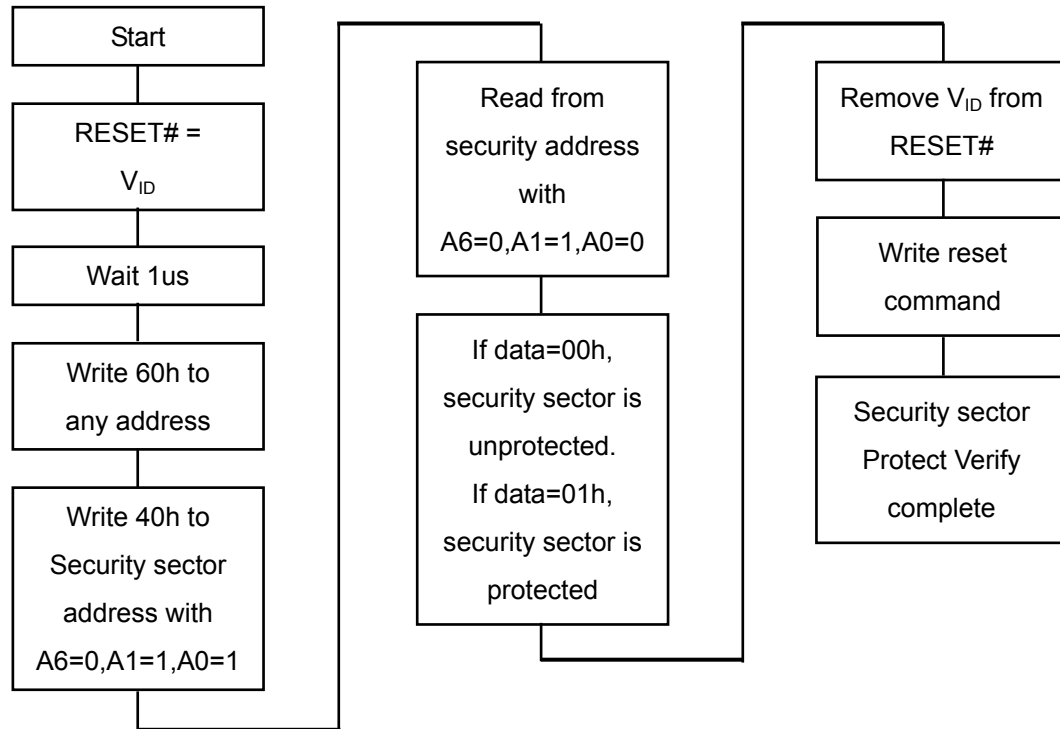 Start
RESET# =
V_ID
Wait 1us
Write 60h to
any address
Write 40h to
Security sector
address with
A6=0,A1=1,A0=1
Read from
security address
with
A6=0,A1=1,A0=0
If data=00h,
security sector is
unprotected.
If data=01h,
security sector is
protected
Remove V_ID from
RESET#
Write reset
command
Security sector
Protect Verify
complete